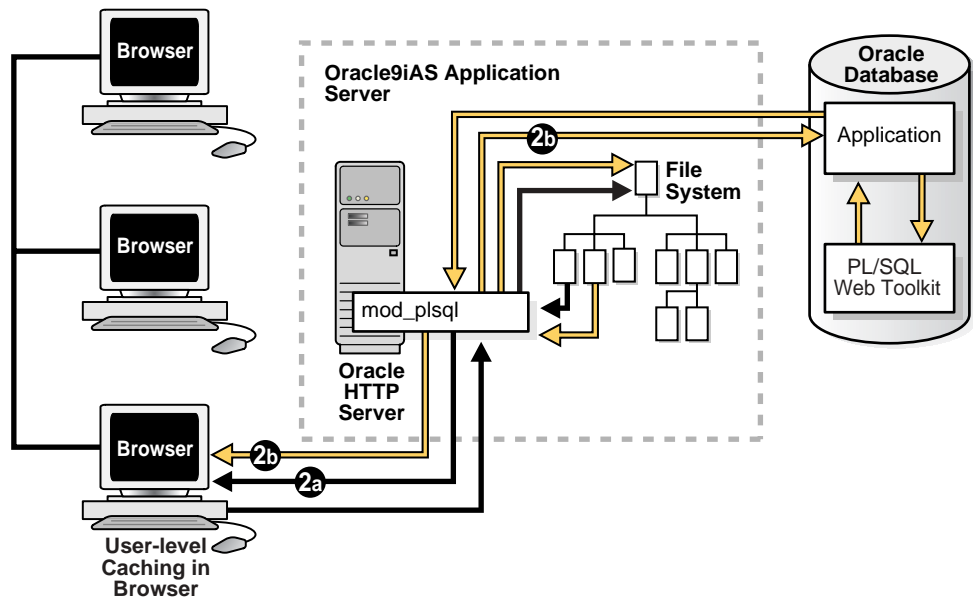 Browser
Browser
Browser
User-level
Caching in
Browser
Oracle9iAS Application
Server
mod_plsql
Oracle
HTTP
Server
File
System
2b
2b
2a
Oracle
Database
Application
PL/SQL
Web Toolkit